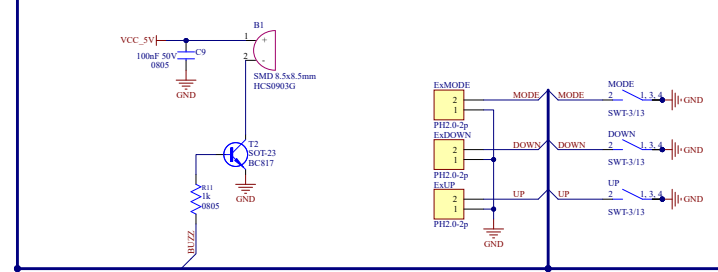 B1
VCC_5V
1
+
2
-
100nF 50V
C9
0805
GND
SMD 8.5x8.5mm
HCS0903G
T2
SOT-23
BC817
GND
R11
1k
0805
BUZZ
ExMODE
2
1
PH2.0-2p
MODE
MODE
MODE
2
1, 3, 4
GND
SWT-3/13
ExDOWN
2
1
PH2.0-2p
DOWN
DOWN
DOWN
2
1, 3, 4
GND
SWT-3/13
ExUP
2
1
PH2.0-2p
UP
UP
UP
2
1, 3, 4
GND
SWT-3/13
GND